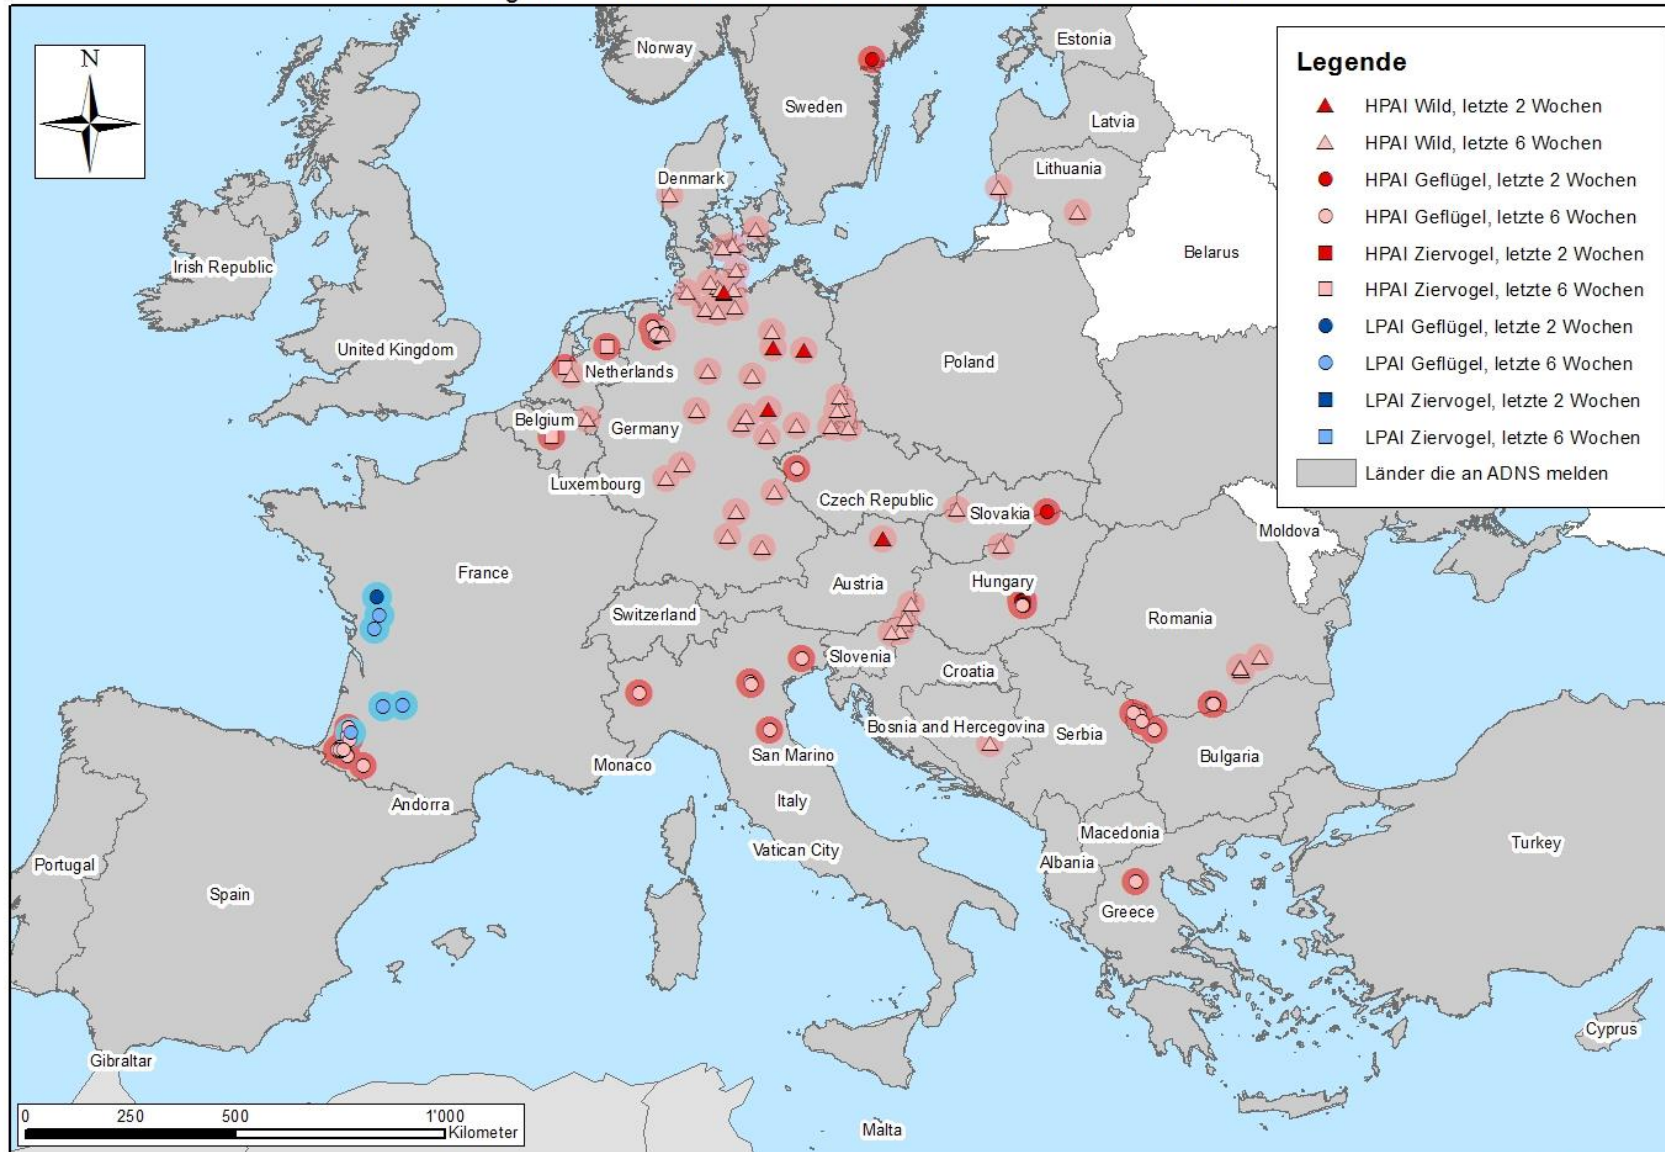 N
Legende
HPAI Wild, letzte 2 Wochen
HPAI Wild, letzte 6 Wochen
HPAI Geflügel, letzte 2 Wochen
HPAI Geflügel, letzte 6 Wochen
HPAI Ziervogel, letzte 2 Wochen
HPAI Ziervogel, letzte 6 Wochen
LPAI Geflügel, letzte 2 Wochen
LPAI Geflügel, letzte 6 Wochen
LPAI Ziervogel, letzte 2 Wochen
LPAI Ziervogel, letzte 6 Wochen
Länder die an ADNS melden
Norway
Estonia
Sweden
Latvia
Lithuania
Denmark
Belarus
Irish Republic
United Kingdom
Poland
Netherlands
Belgium
Germany
Luxembourg
Czech Republic
Slovakia
Moldova
France
Austria
Hungary
Switzerland
Romania
Slovenia
Croatia
Bosnia and Hercegovina
Serbia
San Marino
Monaco
Bulgaria
Italy
Andorra
Macedonia
Vatican City
Albania
Turkey
Portugal
Spain
Greece
Cyprus
Gibraltar
Malta
0 250 500 1'000
Kilometer